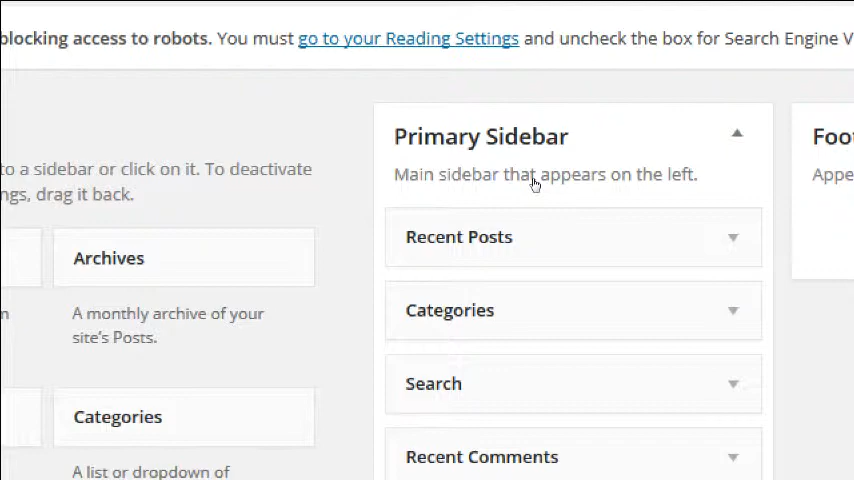 blocking access to robots. You must go to your Reading Settings and uncheck the box for Search Engine V
to a sidebar or click on it. To deactivate
ngs, drag it back.
Archives
A monthly archive of your
site's Posts.
Categories
A list or dropdown of
Primary Sidebar
Main sidebar that appears on the left.
Recent Posts
Categories
Search
Recent Comments
Foo
Appe